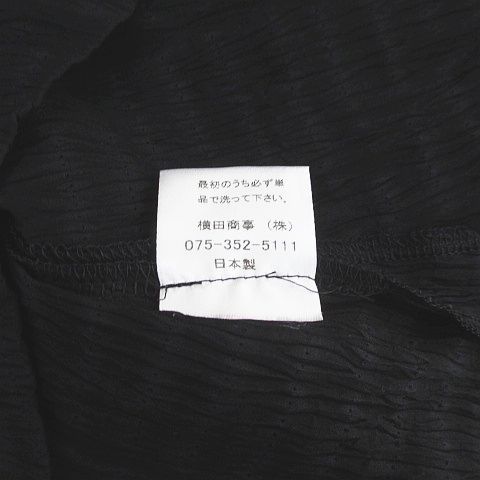 最初のうち必ず単
品で洗って下さい。
横田商事（株）
075-352-5111
日本製